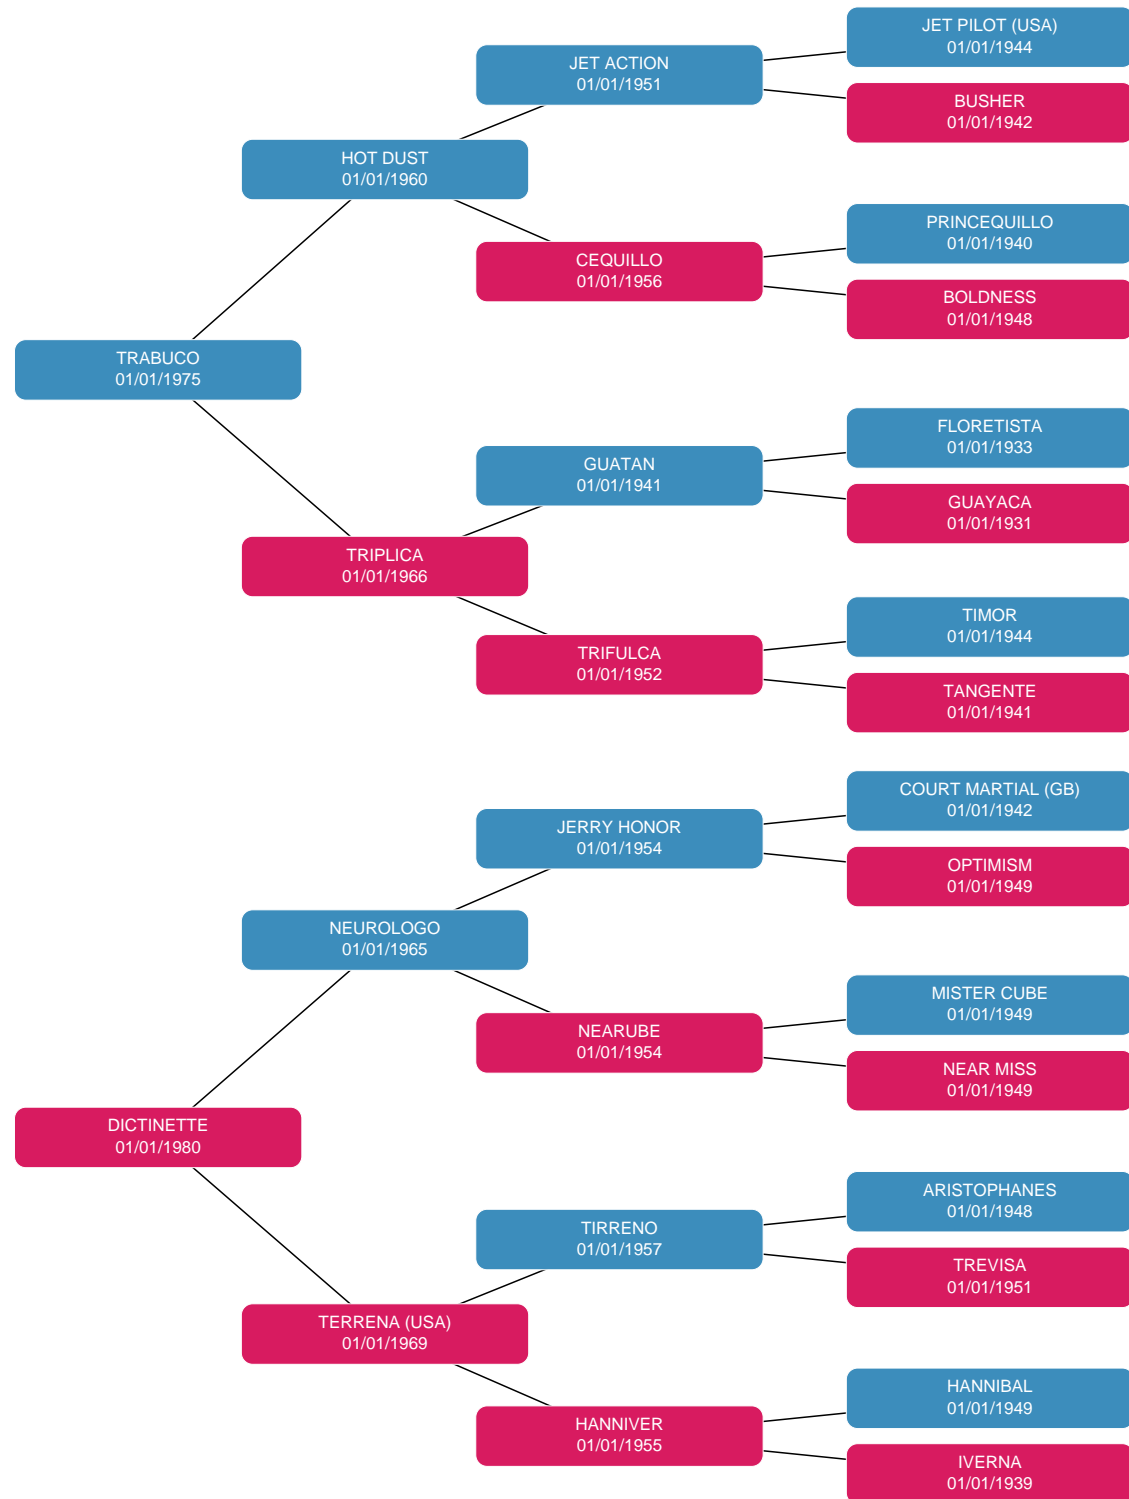 JET PILOT (USA)
01/01/1944
JET ACTION
01/01/1951
BUSHER
01/01/1942
HOT DUST
01/01/1960
PRINCEQUILLO
01/01/1940
CEQUILLO
01/01/1956
BOLDNESS
01/01/1948
TRABUCO
01/01/1975
FLORETISTA
01/01/1933
GUATAN
01/01/1941
GUAYACA
01/01/1931
TRIPLICA
01/01/1966
TIMOR
01/01/1944
TRIFULCA
01/01/1952
TANGENTE
01/01/1941
COURT MARTIAL (GB)
01/01/1942
JERRY HONOR
01/01/1954
OPTIMISM
01/01/1949
NEUROLOGO
01/01/1965
MISTER CUBE
01/01/1949
NEARUBE
01/01/1954
NEAR MISS
01/01/1949
DICTINETTE
01/01/1980
ARISTOPHANES
01/01/1948
TIRRENO
01/01/1957
TREVISA
01/01/1951
TERRENA (USA)
01/01/1969
HANNIBAL
01/01/1949
HANNIVER
01/01/1955
IVERNA
01/01/1939